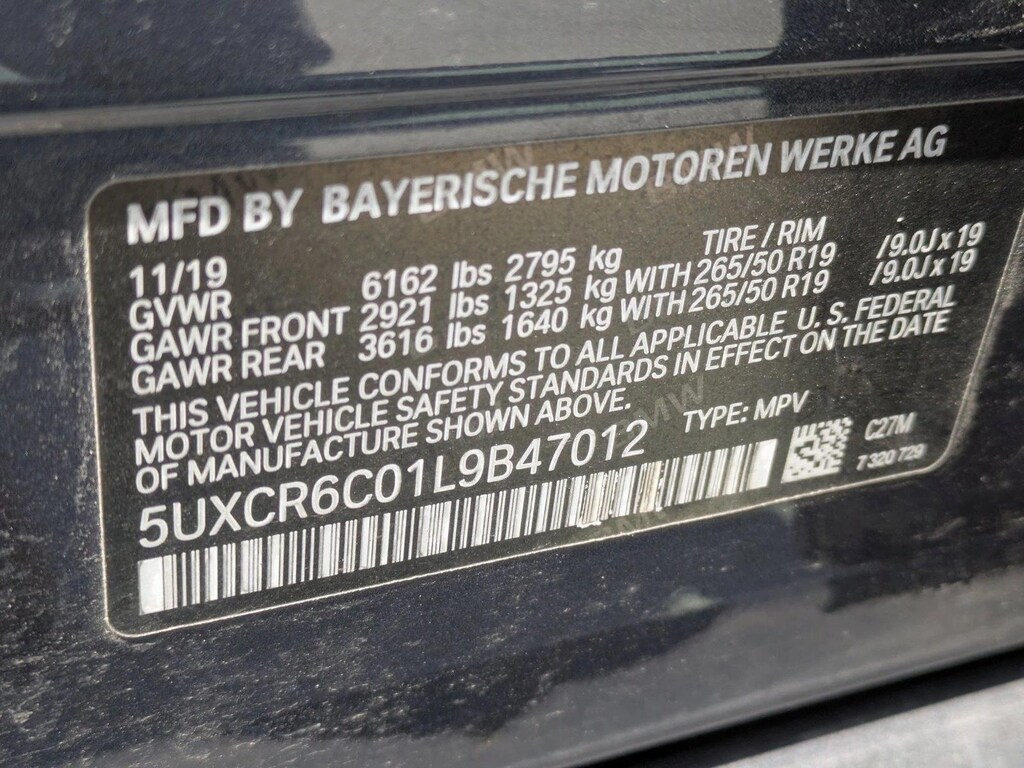 MFD BY BAYERISCHE MOTOREN WERKE AG
11/19 TIRE / RIM
GVWR 6162 lbs 2795 kg
GAWR FRONT 2921 lbs 1325 kg WITH 265/50 R19 /9.0J x 19
GAWR REAR 3616 lbs 1640 kg WITH 265/50 R19 /9.0J x 19
THIS VEHICLE CONFORMS TO ALL APPLICABLE U. S. FEDERAL
MOTOR VEHICLE SAFETY STANDARDS IN EFFECT ON THE DATE
OF MANUFACTURE SHOWN ABOVE.
TYPE: MPV
5UXCR6C01L9B47012
C27M
7 320 729